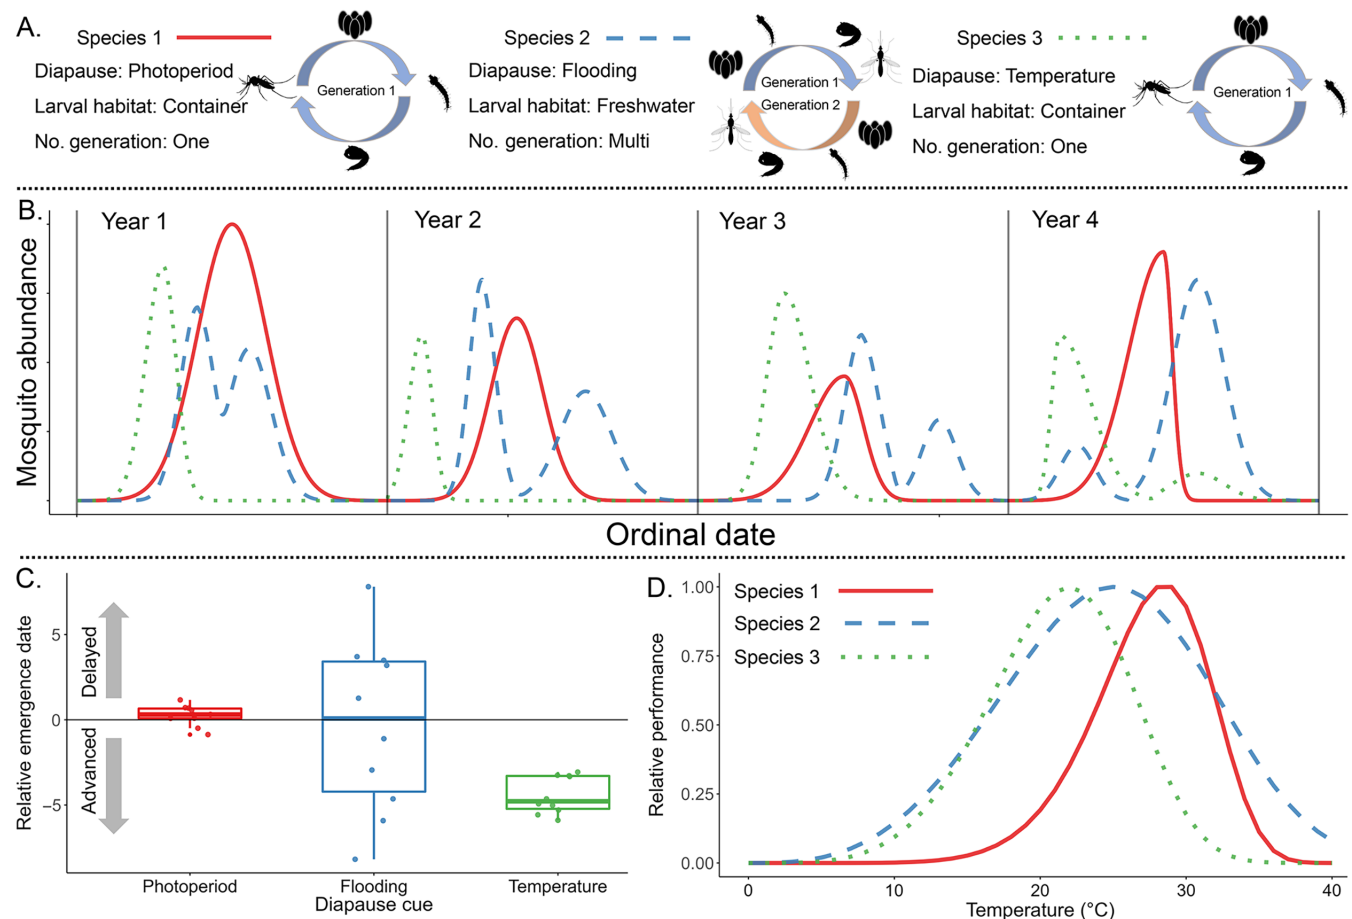 A.
Species 1
Diapause: Photoperiod
Larval habitat: Container
No. generation: One
Generation 1
Species 2
Diapause: Flooding
Larval habitat: Freshwater
No. generation: Multi
Generation 1
Generation 2
Species 3
Diapause: Temperature
Larval habitat: Container
No. generation: One
Generation 1
B.
Year 1
Year 2
Year 3
Year 4
Mosquito abundance
Ordinal date
C.
Relative emergence date
Delayed
Advanced
5
0
−5
Photoperiod
Flooding
Temperature
Diapause cue
D.
Species 1
Species 2
Species 3
Relative performance
1.00
0.75
0.50
0.25
0.00
0
10
20
30
40
Temperature (°C)